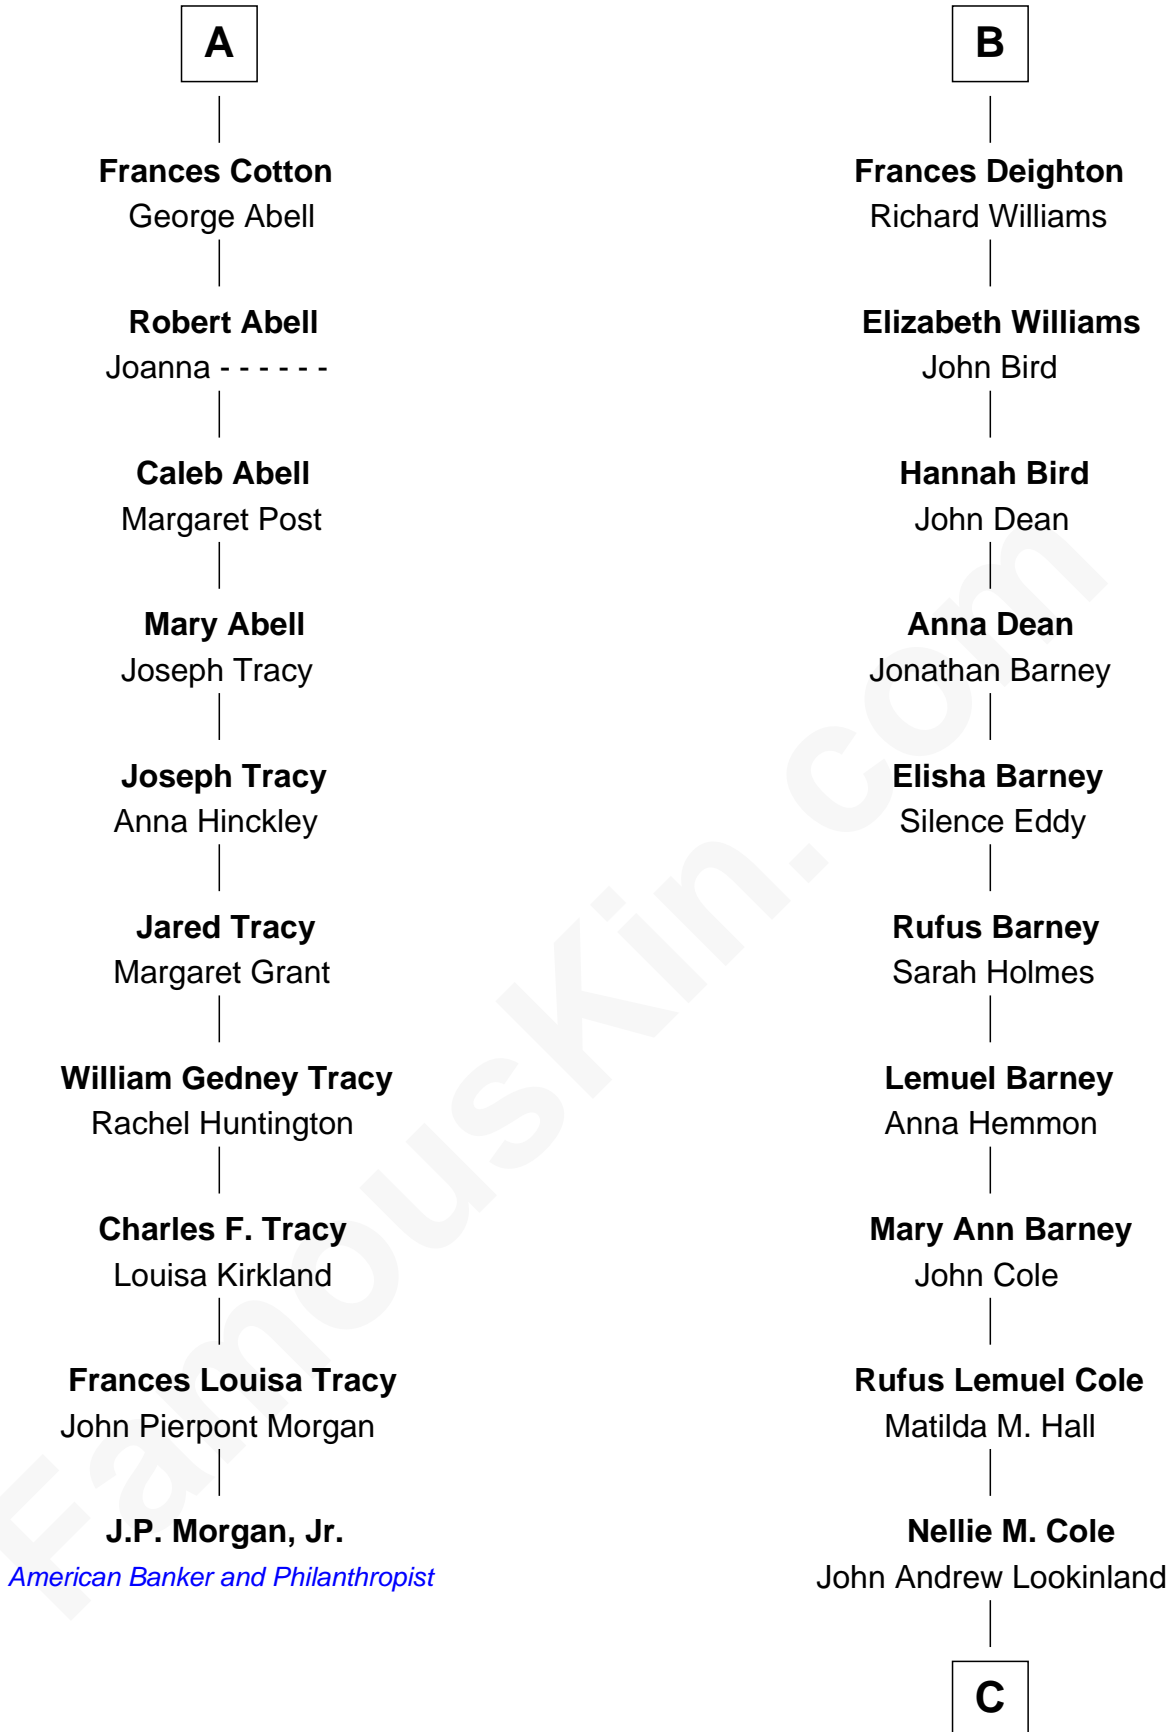 A
Frances Cotton
George Abell
Robert Abell
Joanna - - - - - -
Caleb Abell
Margaret Post
Mary Abell
Joseph Tracy
Joseph Tracy
Anna Hinckley
Jared Tracy
Margaret Grant
William Gedney Tracy
Rachel Huntington
Charles F. Tracy
Louisa Kirkland
Frances Louisa Tracy
John Pierpont Morgan
J.P. Morgan, Jr.
American Banker and Philanthropist
B
Frances Deighton
Richard Williams
Elizabeth Williams
John Bird
Hannah Bird
John Dean
Anna Dean
Jonathan Barney
Elisha Barney
Silence Eddy
Rufus Barney
Sarah Holmes
Lemuel Barney
Anna Hemmon
Mary Ann Barney
John Cole
Rufus Lemuel Cole
Matilda M. Hall
Nellie M. Cole
John Andrew Lookinland
C
FamousKin.com